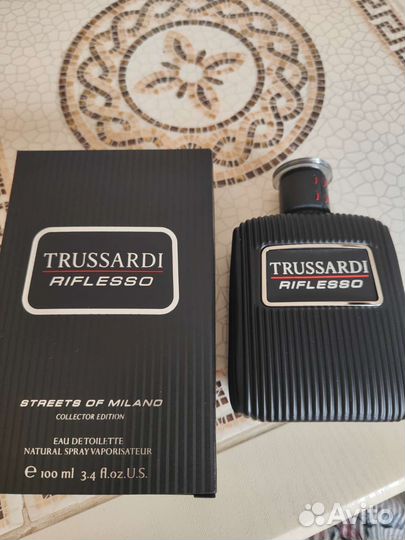 TRUSSARDI
RIFLESSO
STREETS OF MILANO
COLLECTOR EDITION
EAU DE TOILETTE
NATURAL SPRAY VAPORISATEUR
e 100 ml 3.4 fl.oz.U.S.
TRUSSARDI
RIFLESSO
Avito